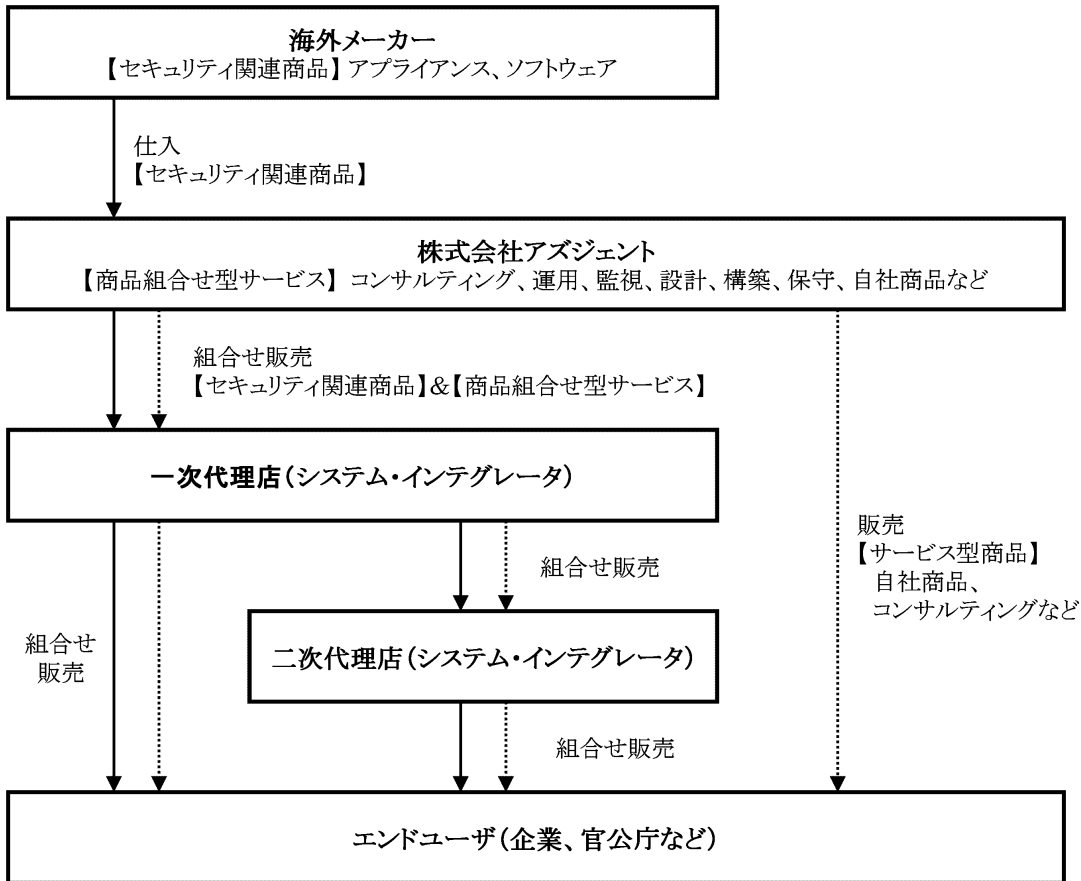 海外メーカー
【セキュリティ関連商品】アプライアンス、ソフトウェア
仕入
【セキュリティ関連商品】
株式会社アズジェント
【商品組合せ型サービス】 コンサルティング、運用、監視、設計、構築、保守、自社商品など
組合せ販売
【セキュリティ関連商品】&【商品組合せ型サービス】
一次代理店(システム・インテグレータ)
販売
【サービス型商品】
自社商品、
コンサルティングなど
組合せ販売
組合せ
販売
二次代理店(システム・インテグレータ)
組合せ販売
エンドユーザ(企業、官公庁など)